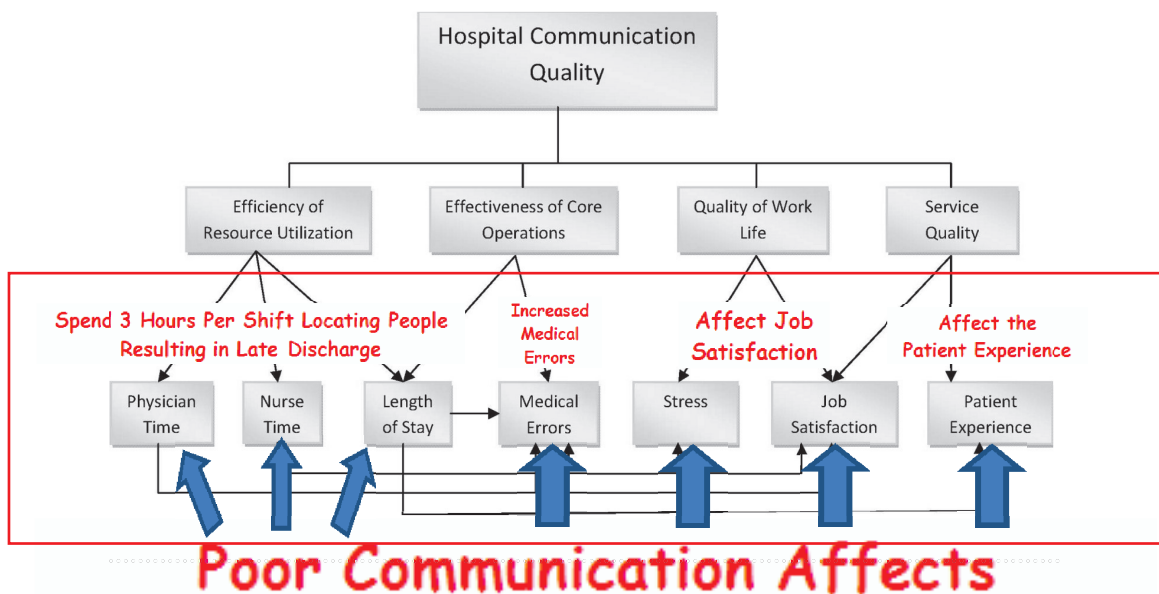 Hospital Communication
Quality
Efficiency of
Resource Utilization
Effectiveness of Core
Operations
Quality of Work
Life
Service
Quality
Spend 3 Hours Per Shift Locating People
Resulting in Late Discharge
Increased
Medical
Errors
Affect Job
Satisfaction
Affect the
Patient Experience
Physician
Time
Nurse
Time
Length
of Stay
Medical
Errors
Stress
Job
Satisfaction
Patient
Experience
Poor Communication Affects